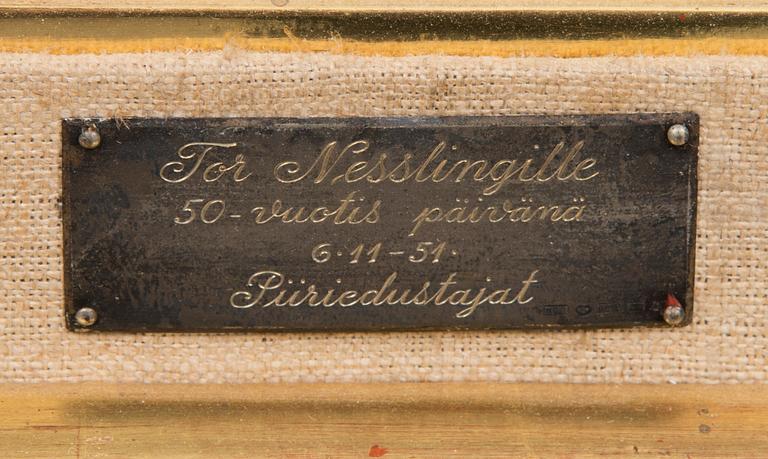 Tor Nesslingille
50-vuotis päivänä
6·11-51·
Piiriedustajat